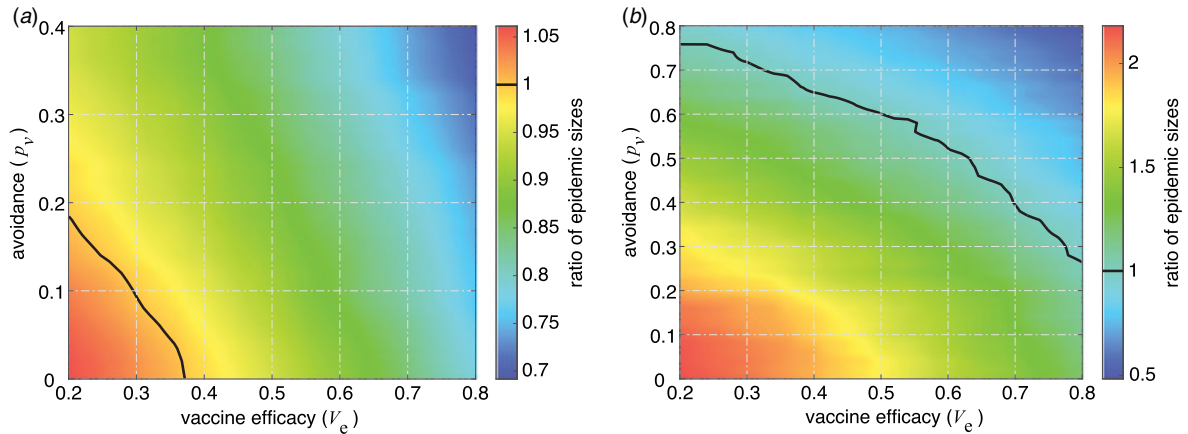 (a)
0.4
0.3
0.2
0.1
0
avoidance (pv)
0.2 0.3 0.4 0.5 0.6 0.7 0.8
vaccine efficacy (Ve)
1.05
1
0.95
0.9
0.85
0.8
0.75
0.7
ratio of epidemic sizes
(b)
0.8
0.7
0.6
0.5
0.4
0.3
0.2
0.1
0
avoidance (pv)
0.2 0.3 0.4 0.5 0.6 0.7 0.8
vaccine efficacy (Ve)
2
1.5
1
0.5
ratio of epidemic sizes